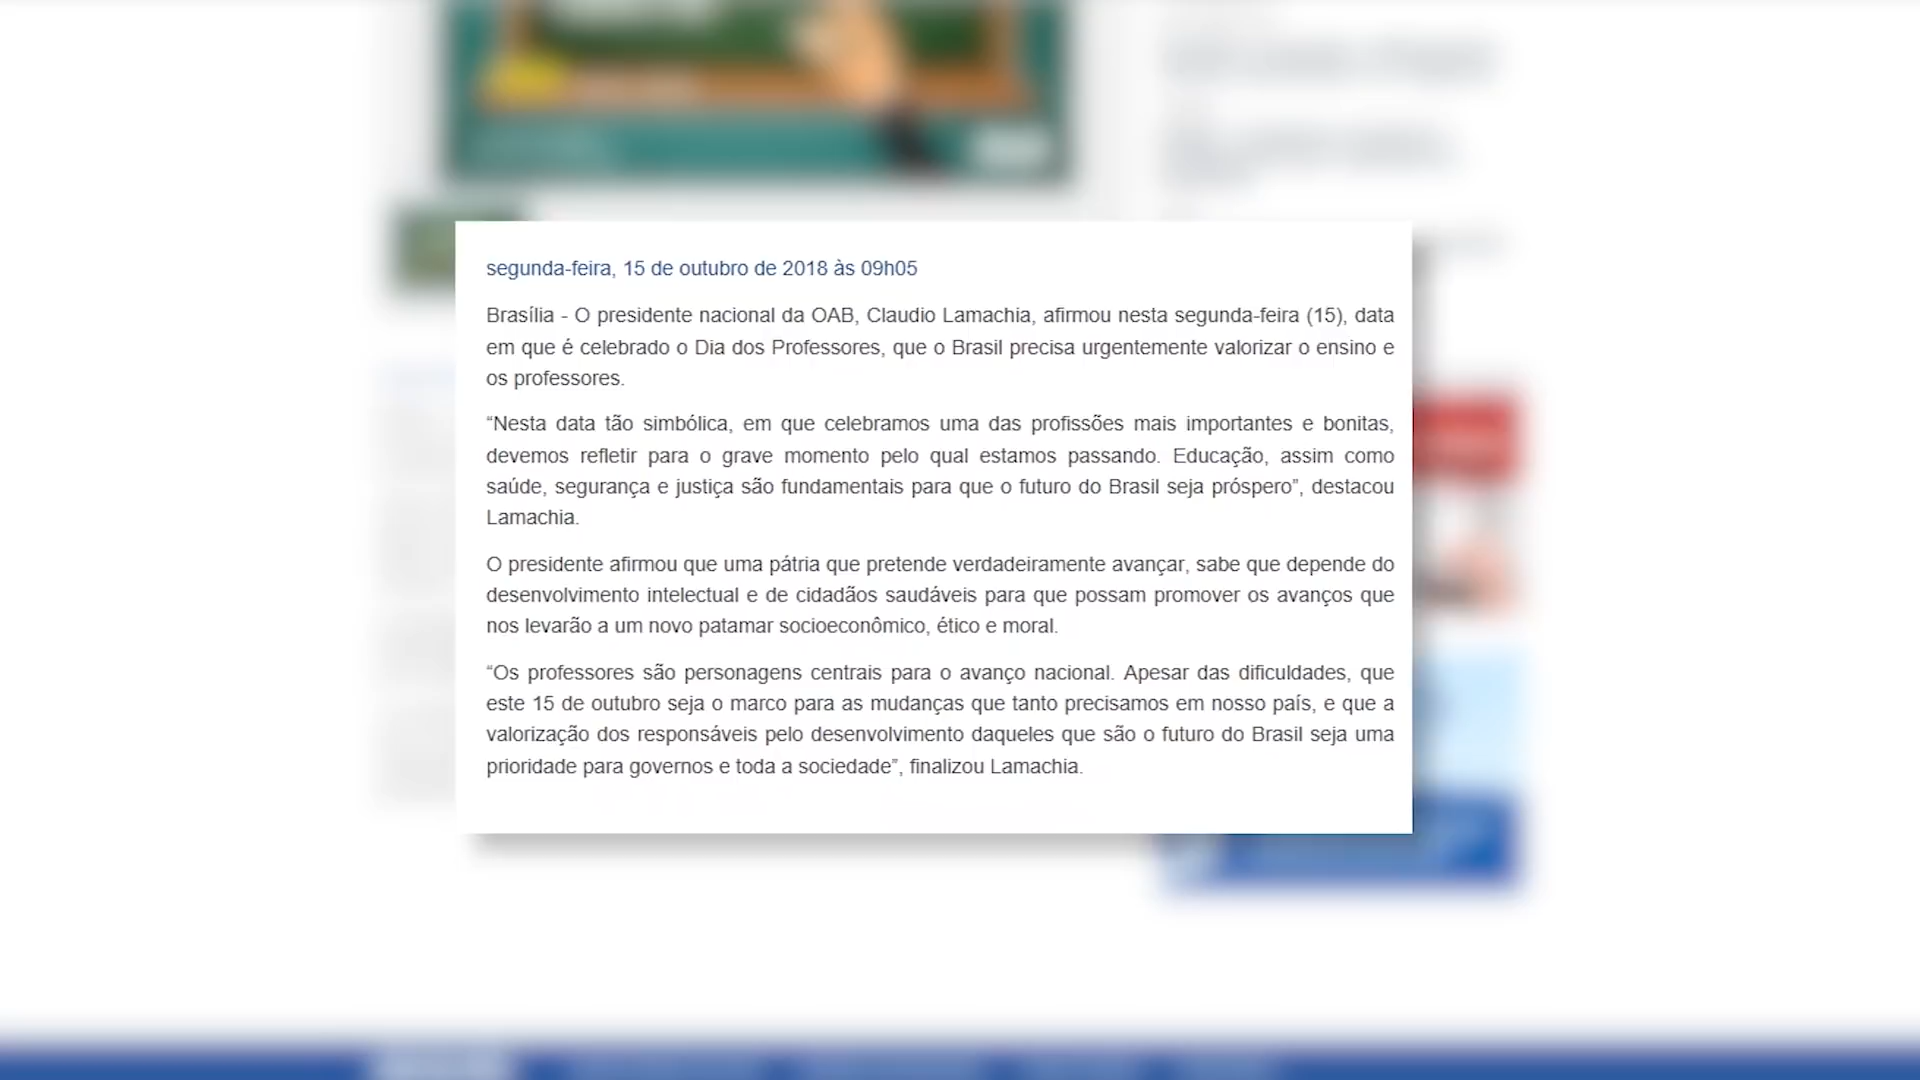 segunda-feira, 15 de outubro de 2018 às 09h05
Brasília - O presidente nacional da OAB, Claudio Lamachia, afirmou nesta segunda-feira (15), data
em que é celebrado o Dia dos Professores, que o Brasil precisa urgentemente valorizar o ensino e
os professores.
“Nesta data tão simbólica, em que celebramos uma das profissões mais importantes e bonitas,
devemos refletir para o grave momento pelo qual estamos passando. Educação, assim como
saúde, segurança e justiça são fundamentais para que o futuro do Brasil seja próspero”, destacou
Lamachia.
O presidente afirmou que uma pátria que pretende verdadeiramente avançar, sabe que depende do
desenvolvimento intelectual e de cidadãos saudáveis para que possam promover os avanços que
nos levarão a um novo patamar socioeconômico, ético e moral.
“Os professores são personagens centrais para o avanço nacional. Apesar das dificuldades, que
este 15 de outubro seja o marco para as mudanças que tanto precisamos em nosso país, e que a
valorização dos responsáveis pelo desenvolvimento daqueles que são o futuro do Brasil seja uma
prioridade para governos e toda a sociedade”, finalizou Lamachia.